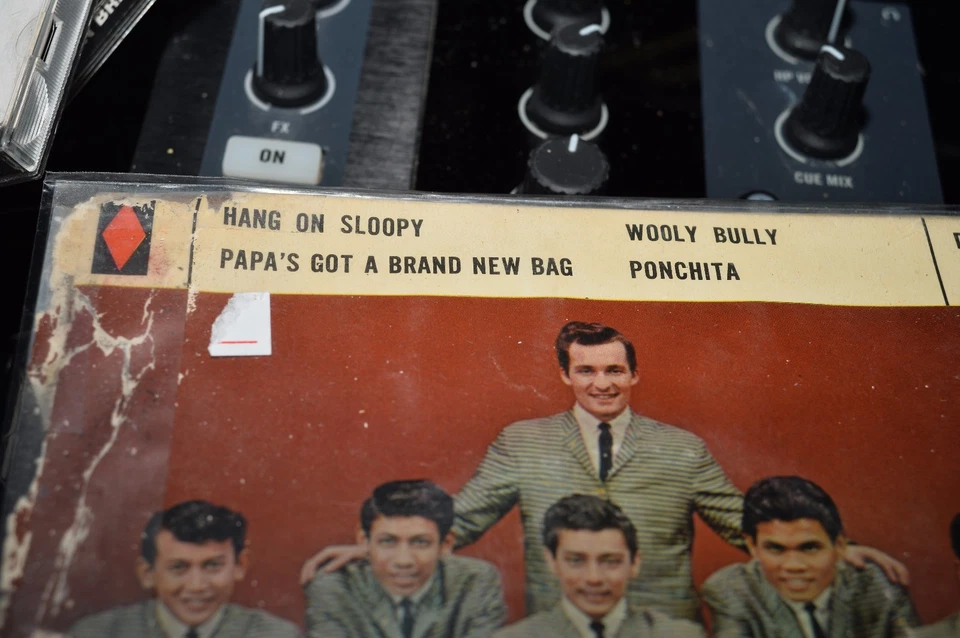 FX
ON
CUE MIX
HANG ON SLOOPY
PAPA'S GOT A BRAND NEW BAG
WOOLY BULLY
PONCHITA